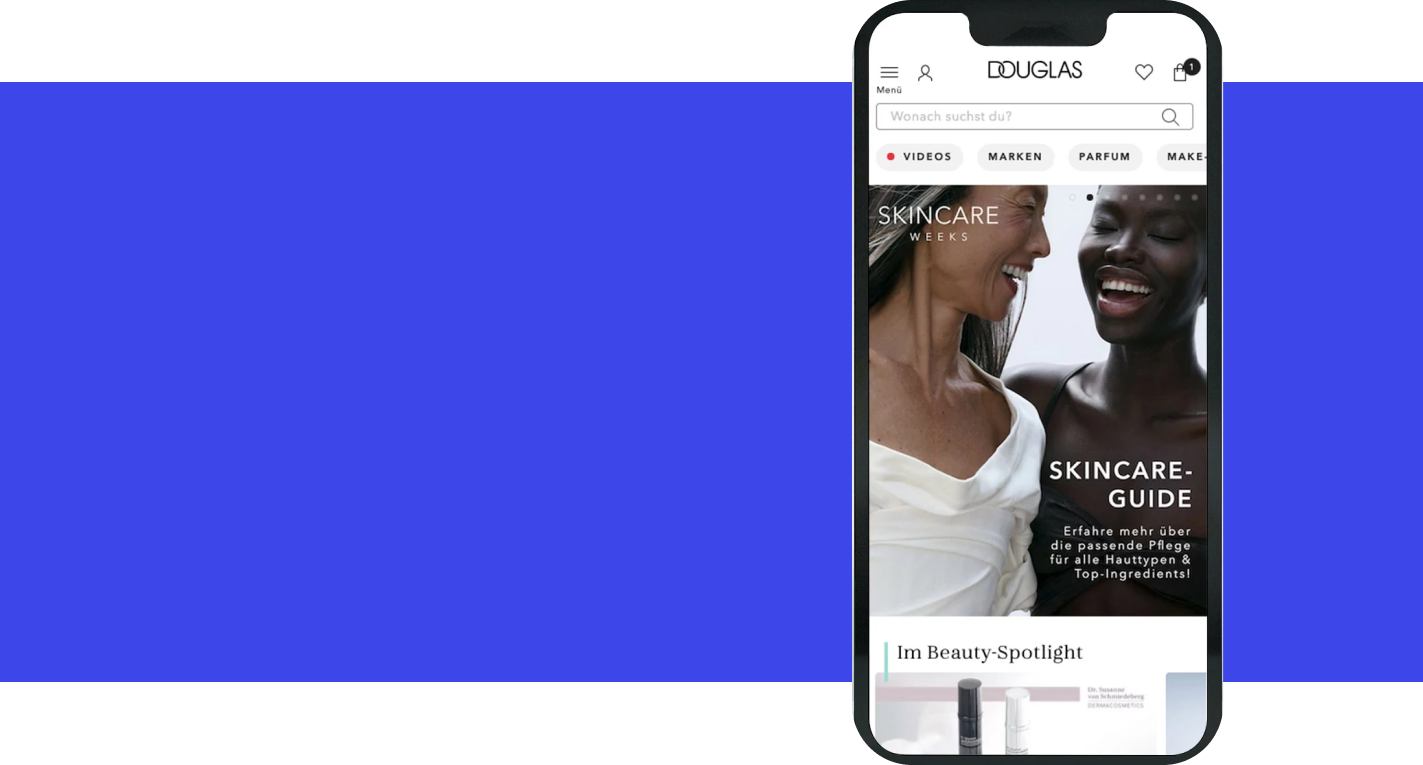 DOUGLAS
1
Menü
Wonach suchst du?
VIDEOS
MARKEN
PARFUM
MAKE-
SKINCARE
WEEKS
SKINCARE-
GUIDE
Erfahre mehr über
die passende Pflege
für alle Hauttypen &
Top-Ingredients!
Im Beauty-Spotlight
Dr. Susanne
von Schmiedeberg
DERMACOSMETICS